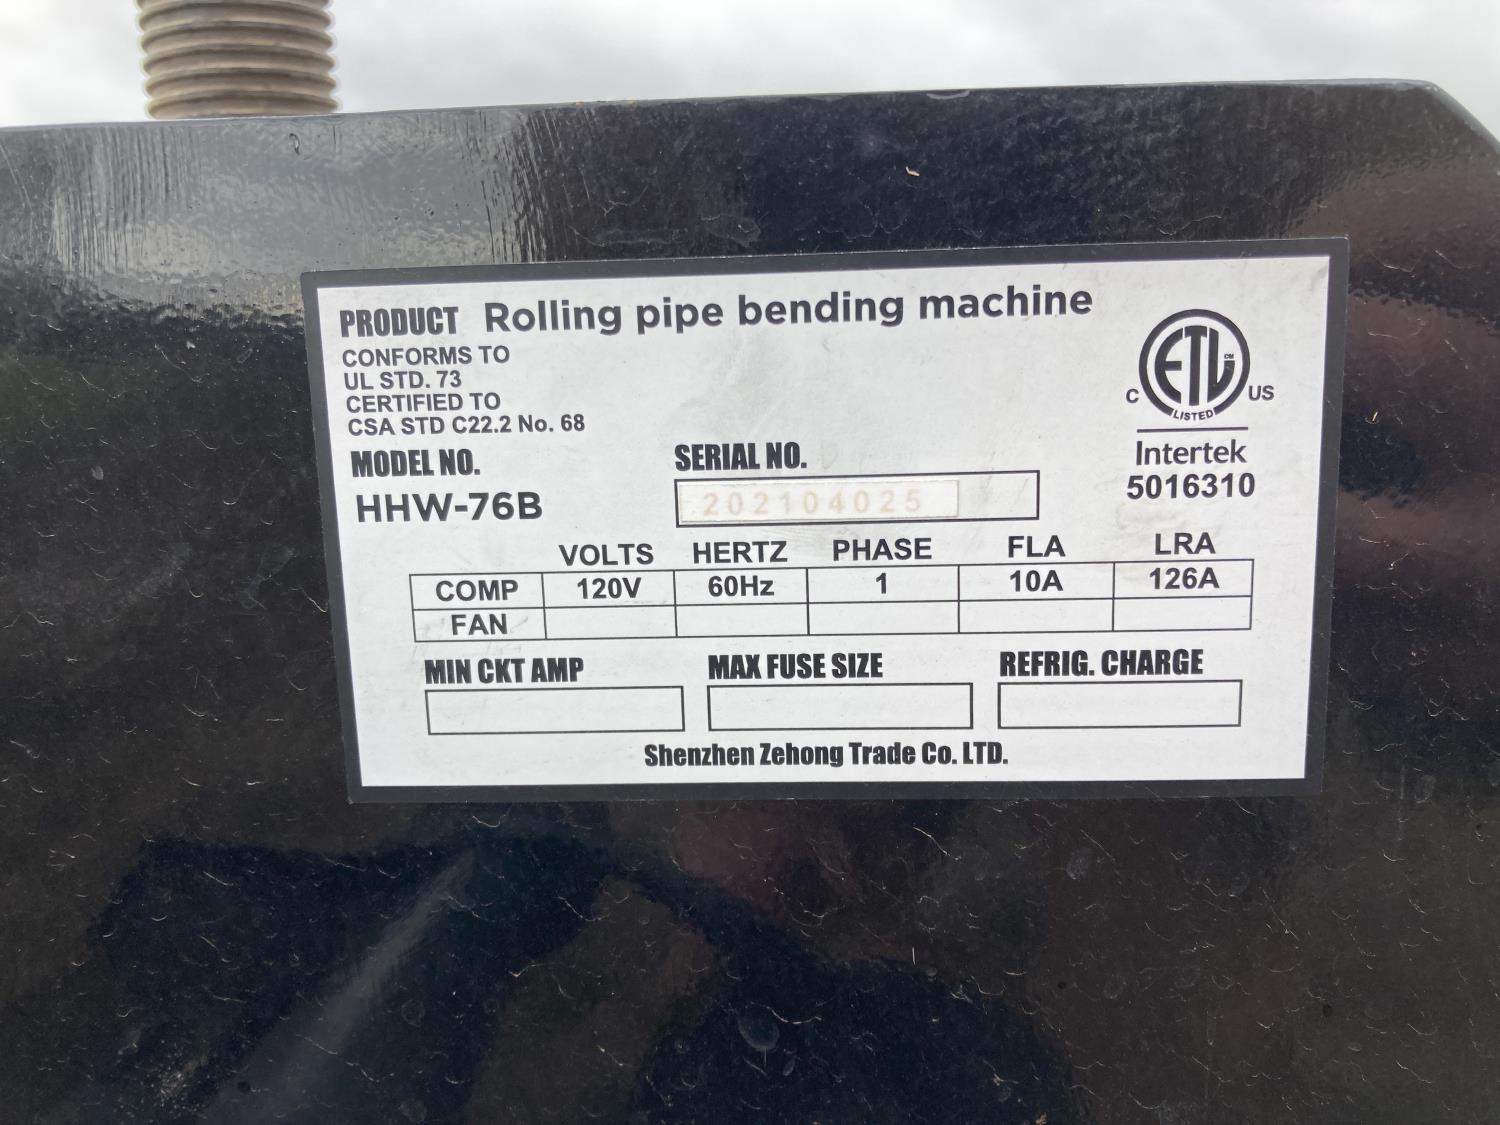 PRODUCT Rolling pipe bending machine
CONFORMS TO
UL STD. 73
CERTIFIED TO
CSA STD C22.2 No. 68
ETL CM
C LISTED US
Intertek
5016310
MODEL NO. SERIAL NO.
HHW-76B 202104025
VOLTS HERTZ PHASE FLA LRA
COMP 120V 60Hz 1 10A 126A
FAN
MIN CKT AMP MAX FUSE SIZE REFRIG. CHARGE
Shenzhen Zehong Trade Co. LTD.